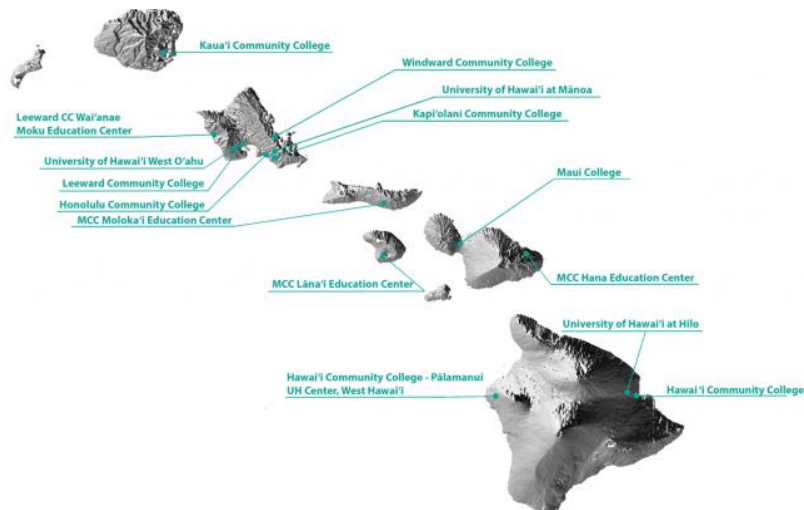 Kaua‘i Community College
Windward Community College
University of Hawai‘i at Mānoa
Kapi‘olani Community College
Leeward CC Wai‘anae
Moku Education Center
University of Hawai‘i West O‘ahu
Leeward Community College
Honolulu Community College
MCC Moloka‘i Education Center
Maui College
MCC Lāna‘i Education Center
MCC Hana Education Center
University of Hawai‘i at Hilo
Hawai‘i Community College - Pālamanui
UH Center, West Hawai‘i
Hawai ‘i Community College